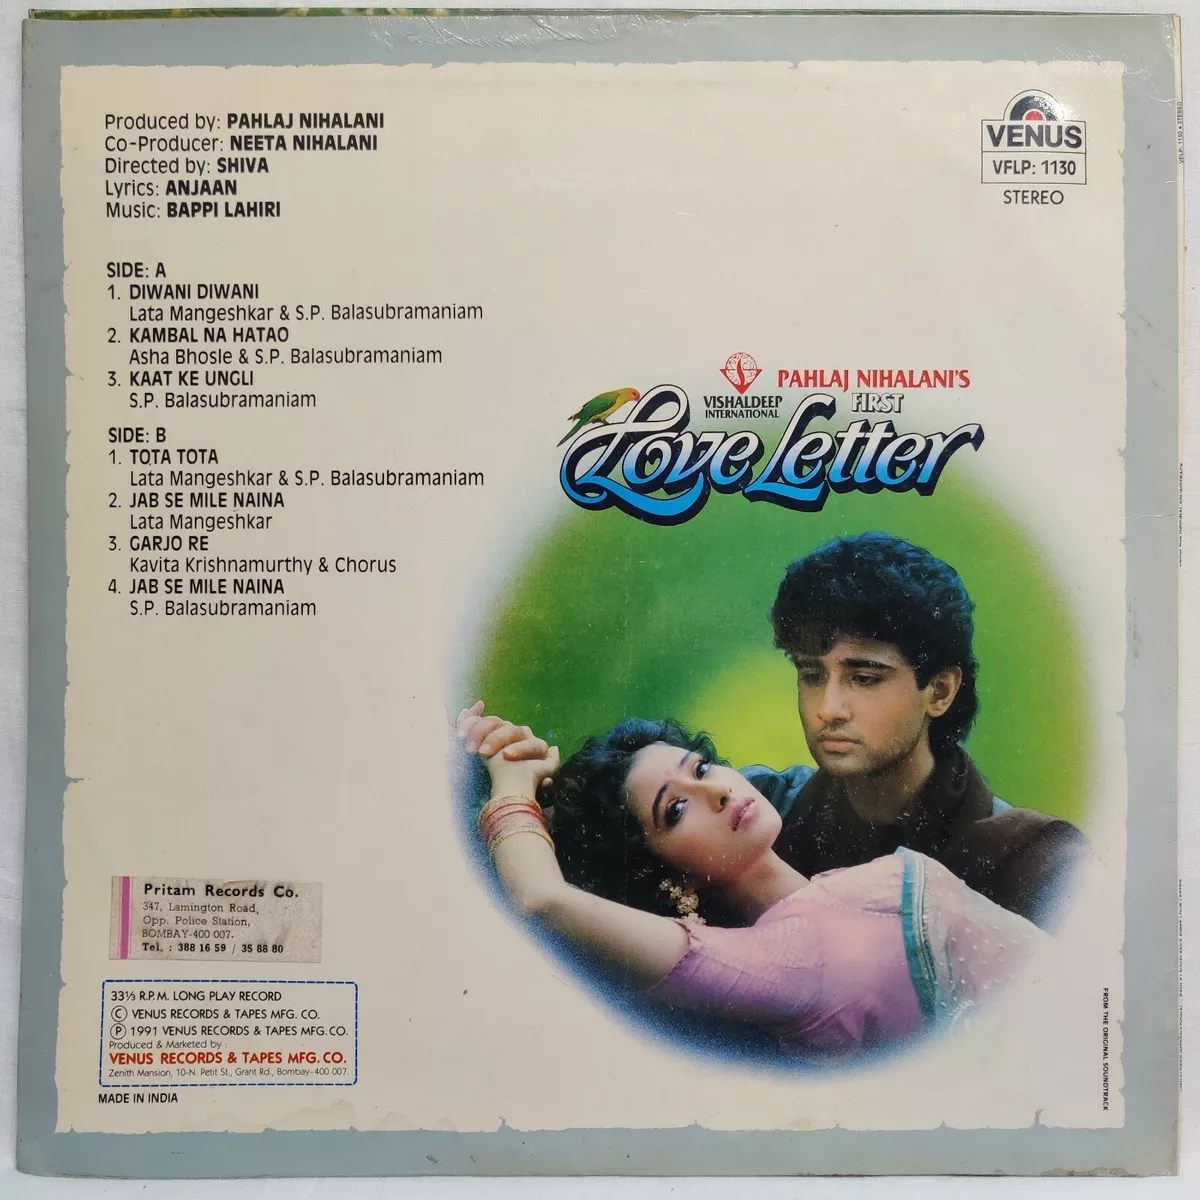 Produced by: PAHLAJ NIHALANI
Co-Producer: NEETA NIHALANI
Directed by: SHIVA
Lyrics: ANJAAN
Music: BAPPI LAHIRI
VENUS
VFLP: 1130
STEREO
SIDE: A
1. DIWANI DIWANI
Lata Mangeshkar & S.P. Balasubramaniam
2. KAMBAL NA HATAO
Asha Bhosle & S.P. Balasubramaniam
3. KAAT KE UNGLI
S.P. Balasubramaniam
SIDE: B
1. TOTA TOTA
Lata Mangeshkar & S.P. Balasubramaniam
2. JAB SE MILE NAINA
Lata Mangeshkar
3. GARJO RE
Kavita Krishnamurthy & Chorus
4. JAB SE MILE NAINA
S.P. Balasubramaniam
VISHALDEEP
INTERNATIONAL
PAHLAJ NIHALANI'S
FIRST
Love Letter
Pritam Records Co.
347, Lamington Road,
Opp. Police Station,
BOMBAY-400 007.
Tel. : 388 16 59 / 35 88 80
33⅓ R.P.M. LONG PLAY RECORD
Ⓒ VENUS RECORDS & TAPES MFG. CO.
Ⓟ 1991 VENUS RECORDS & TAPES MFG. CO.
Produced & Marketed by :
VENUS RECORDS & TAPES MFG. CO.
Zenith Mansion, 10-N. Petit St., Grant Rd., Bombay-400 007.
MADE IN INDIA
FROM THE ORIGINAL SOUNDTRACK
VFLP: 1130 ● STEREO